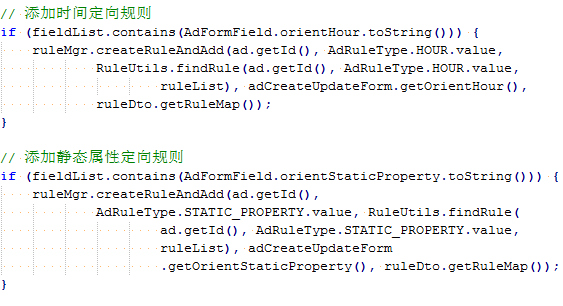 // 添加时间定向规则
if (fieldList.contains(AdFormField.orientHour.toString())) {
    ruleMgr.createRuleAndAdd(ad.getId(), AdRuleType.HOUR.value,
            RuleUtils.findRule(ad.getId(), AdRuleType.HOUR.value,
                    ruleList), adCreateUpdateForm.getOrientHour(),
            ruleDto.getRuleMap());
}

// 添加静态属性定向规则
if (fieldList.contains(AdFormField.orientStaticProperty.toString())) {
    ruleMgr.createRuleAndAdd(ad.getId(),
            AdRuleType.STATIC_PROPERTY.value, RuleUtils.findRule(
                    ad.getId(), AdRuleType.STATIC_PROPERTY.value,
                    ruleList), adCreateUpdateForm
                    .getOrientStaticProperty(), ruleDto.getRuleMap());
}